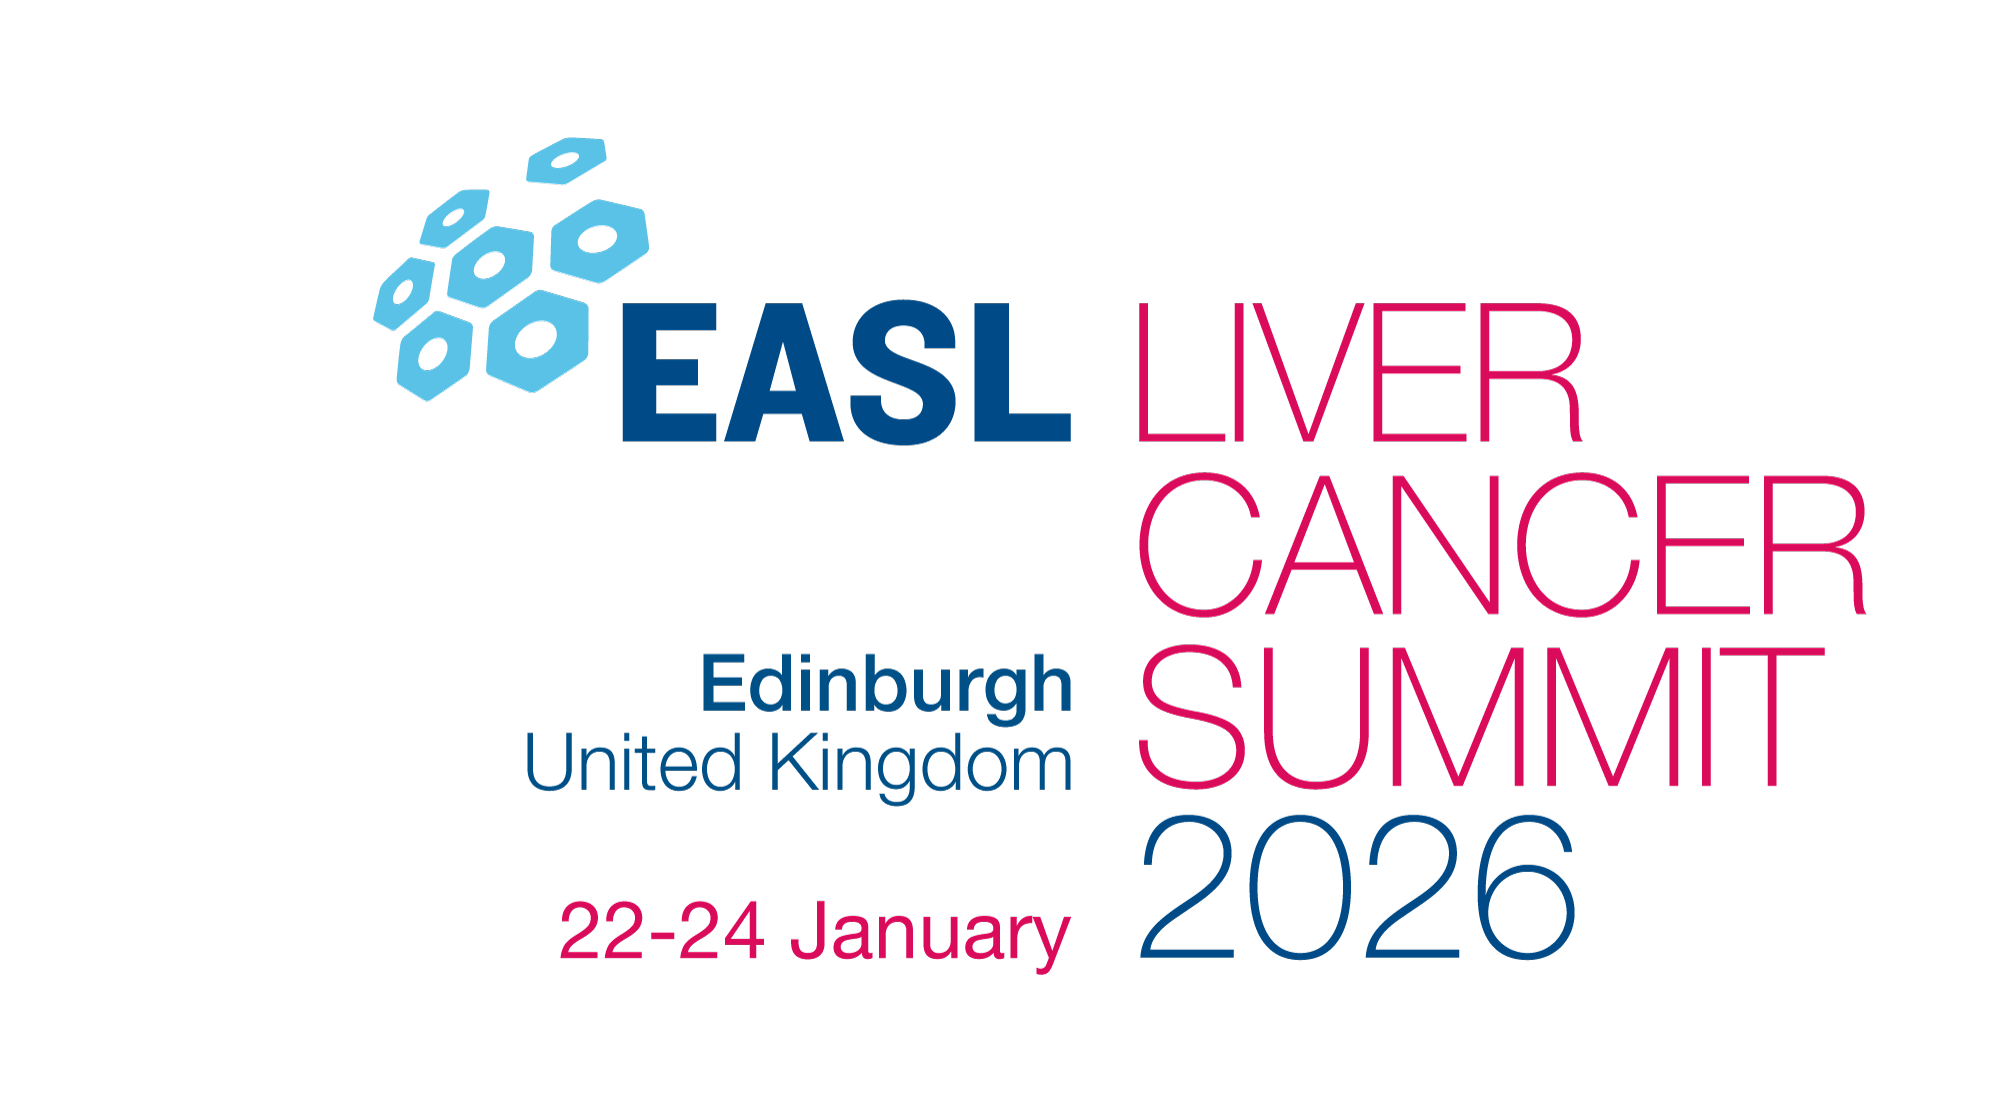 EASL LIVER
CANCER
SUMMIT
2026
Edinburgh
United Kingdom
22-24 January